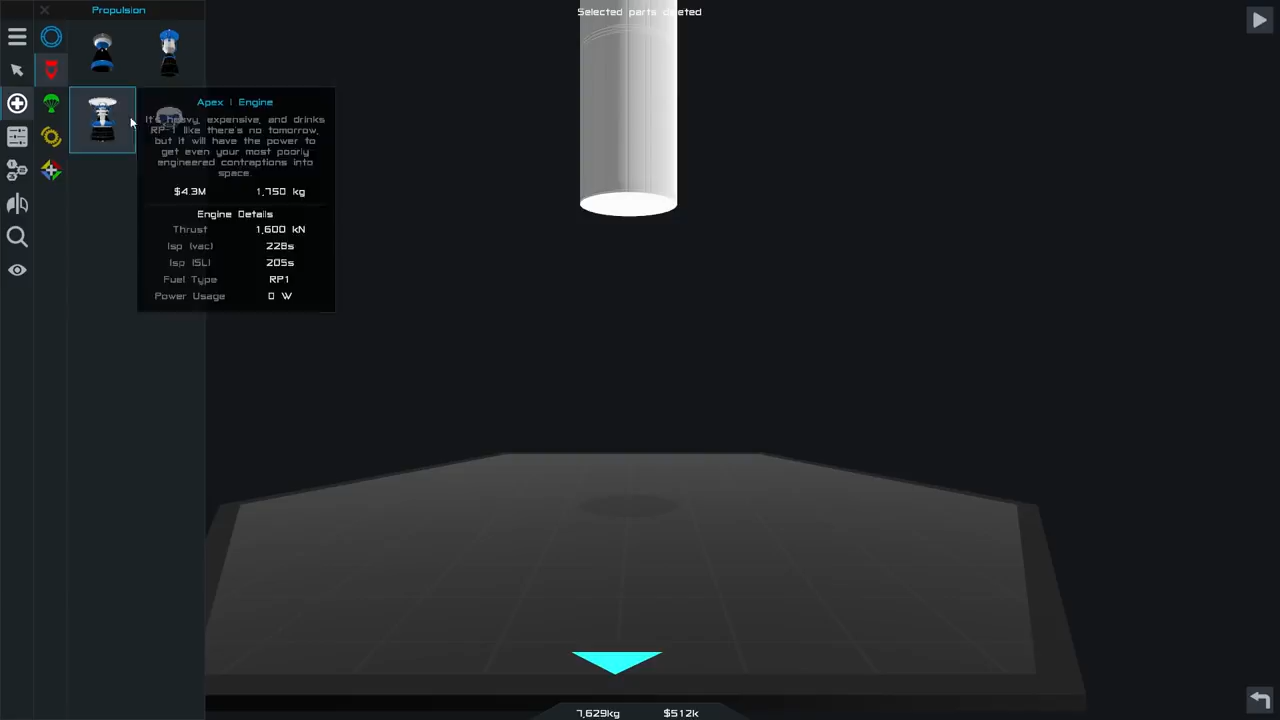 Propulsion
Selected parts deleted
Apex | Engine
It's heavy, expensive, and drinks
RP-1 like there's no tomorrow,
but it will have the power to
get even your most poorly
engineered contraptions into
space.
$4.3M 1,750 kg
Engine Details
Thrust 1,600 kN
Isp (vac) 228s
Isp (SL) 205s
Fuel Type RP1
Power Usage 0 W
7,629kg $512k